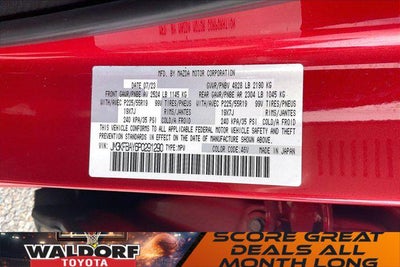 MFD. BY MAZDA MOTOR CORPORATION
DATE 07/23 GVWR/PNBV 4828 LB 2190 KG
FRONT GAWR/PNBE AV 2524 LB 1145 KG REAR GAWR/PNBE AR 2304 LB 1045 KG
WITH/AVEC P225/55R19 99V TIRES/PNEUS WITH/AVEC P225/55R19 99V TIRES/PNEUS
19X7J RIMS/JANTES 19X7J RIMS/JANTES
240 KPA/35 PSI COLD/A FROID 240 KPA/35 PSI COLD/A FROID
THIS VEHICLE CONFORMS TO ALL APPLICABLE FEDERAL MOTOR VEHICLE
SAFETY, BUMPER, AND THEFT PREVENTION STANDARDS IN EFFECT ON
THE DATE OF MANUFACTURE SHOWN ABOVE.
VIN: TYPE:MPV COLOR CODE:46V MADE IN JAPAN
WALDORF
TOYOTA
SCORE GREAT
DEALS ALL
MONTH LONG